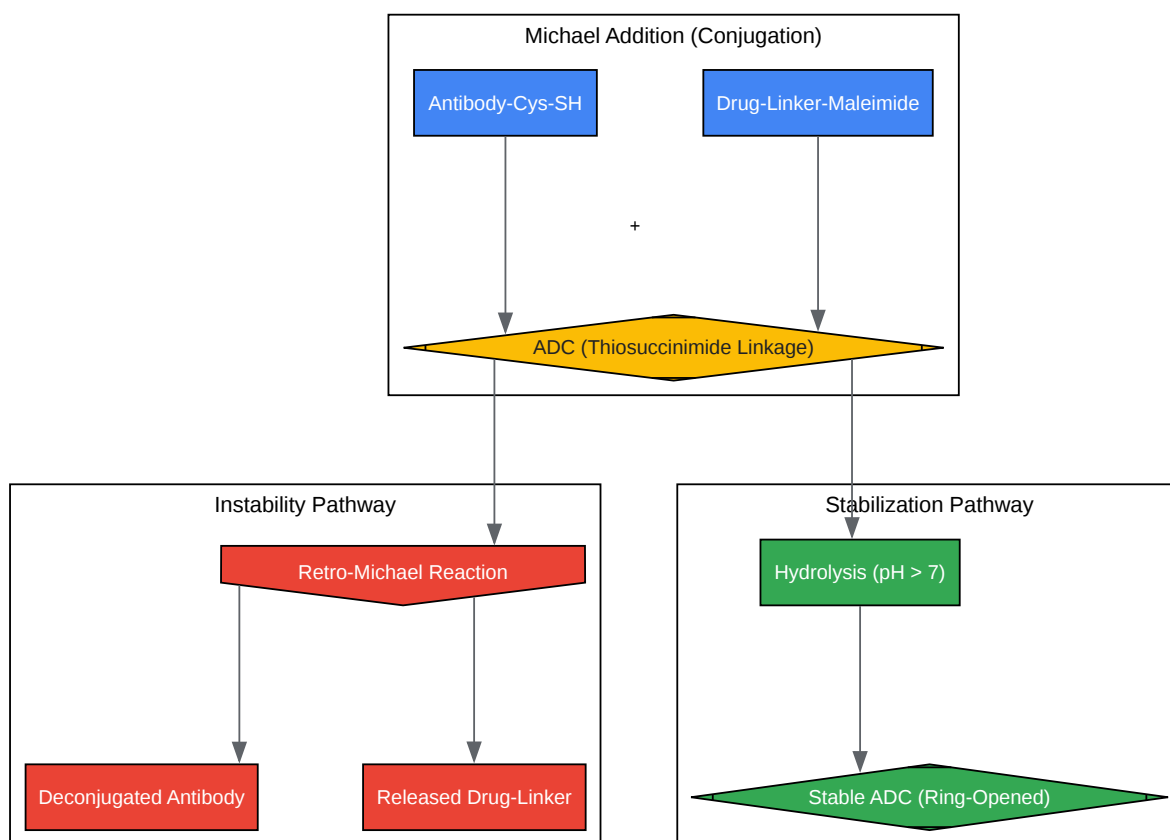 Michael Addition (Conjugation)
Antibody-Cys-SH
Drug-Linker-Maleimide
+
ADC (Thiosuccinimide Linkage)
Instability Pathway
Stabilization Pathway
Retro-Michael Reaction
Hydrolysis (pH > 7)
Deconjugated Antibody
Released Drug-Linker
Stable ADC (Ring-Opened)